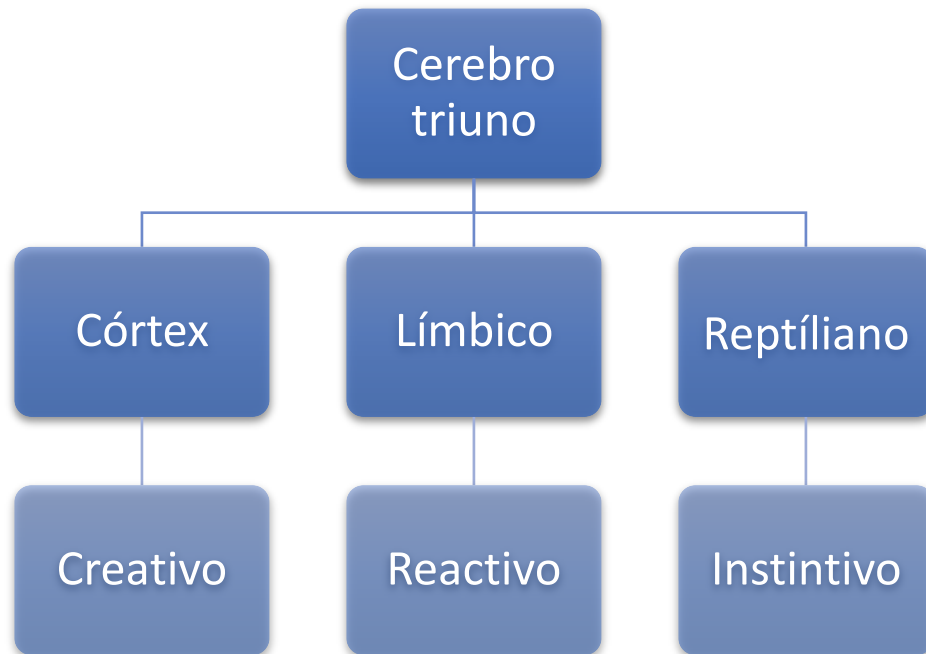 Cerebro
triuno
Córtex
Límbico
Reptíliano
Creativo
Reactivo
Instintivo